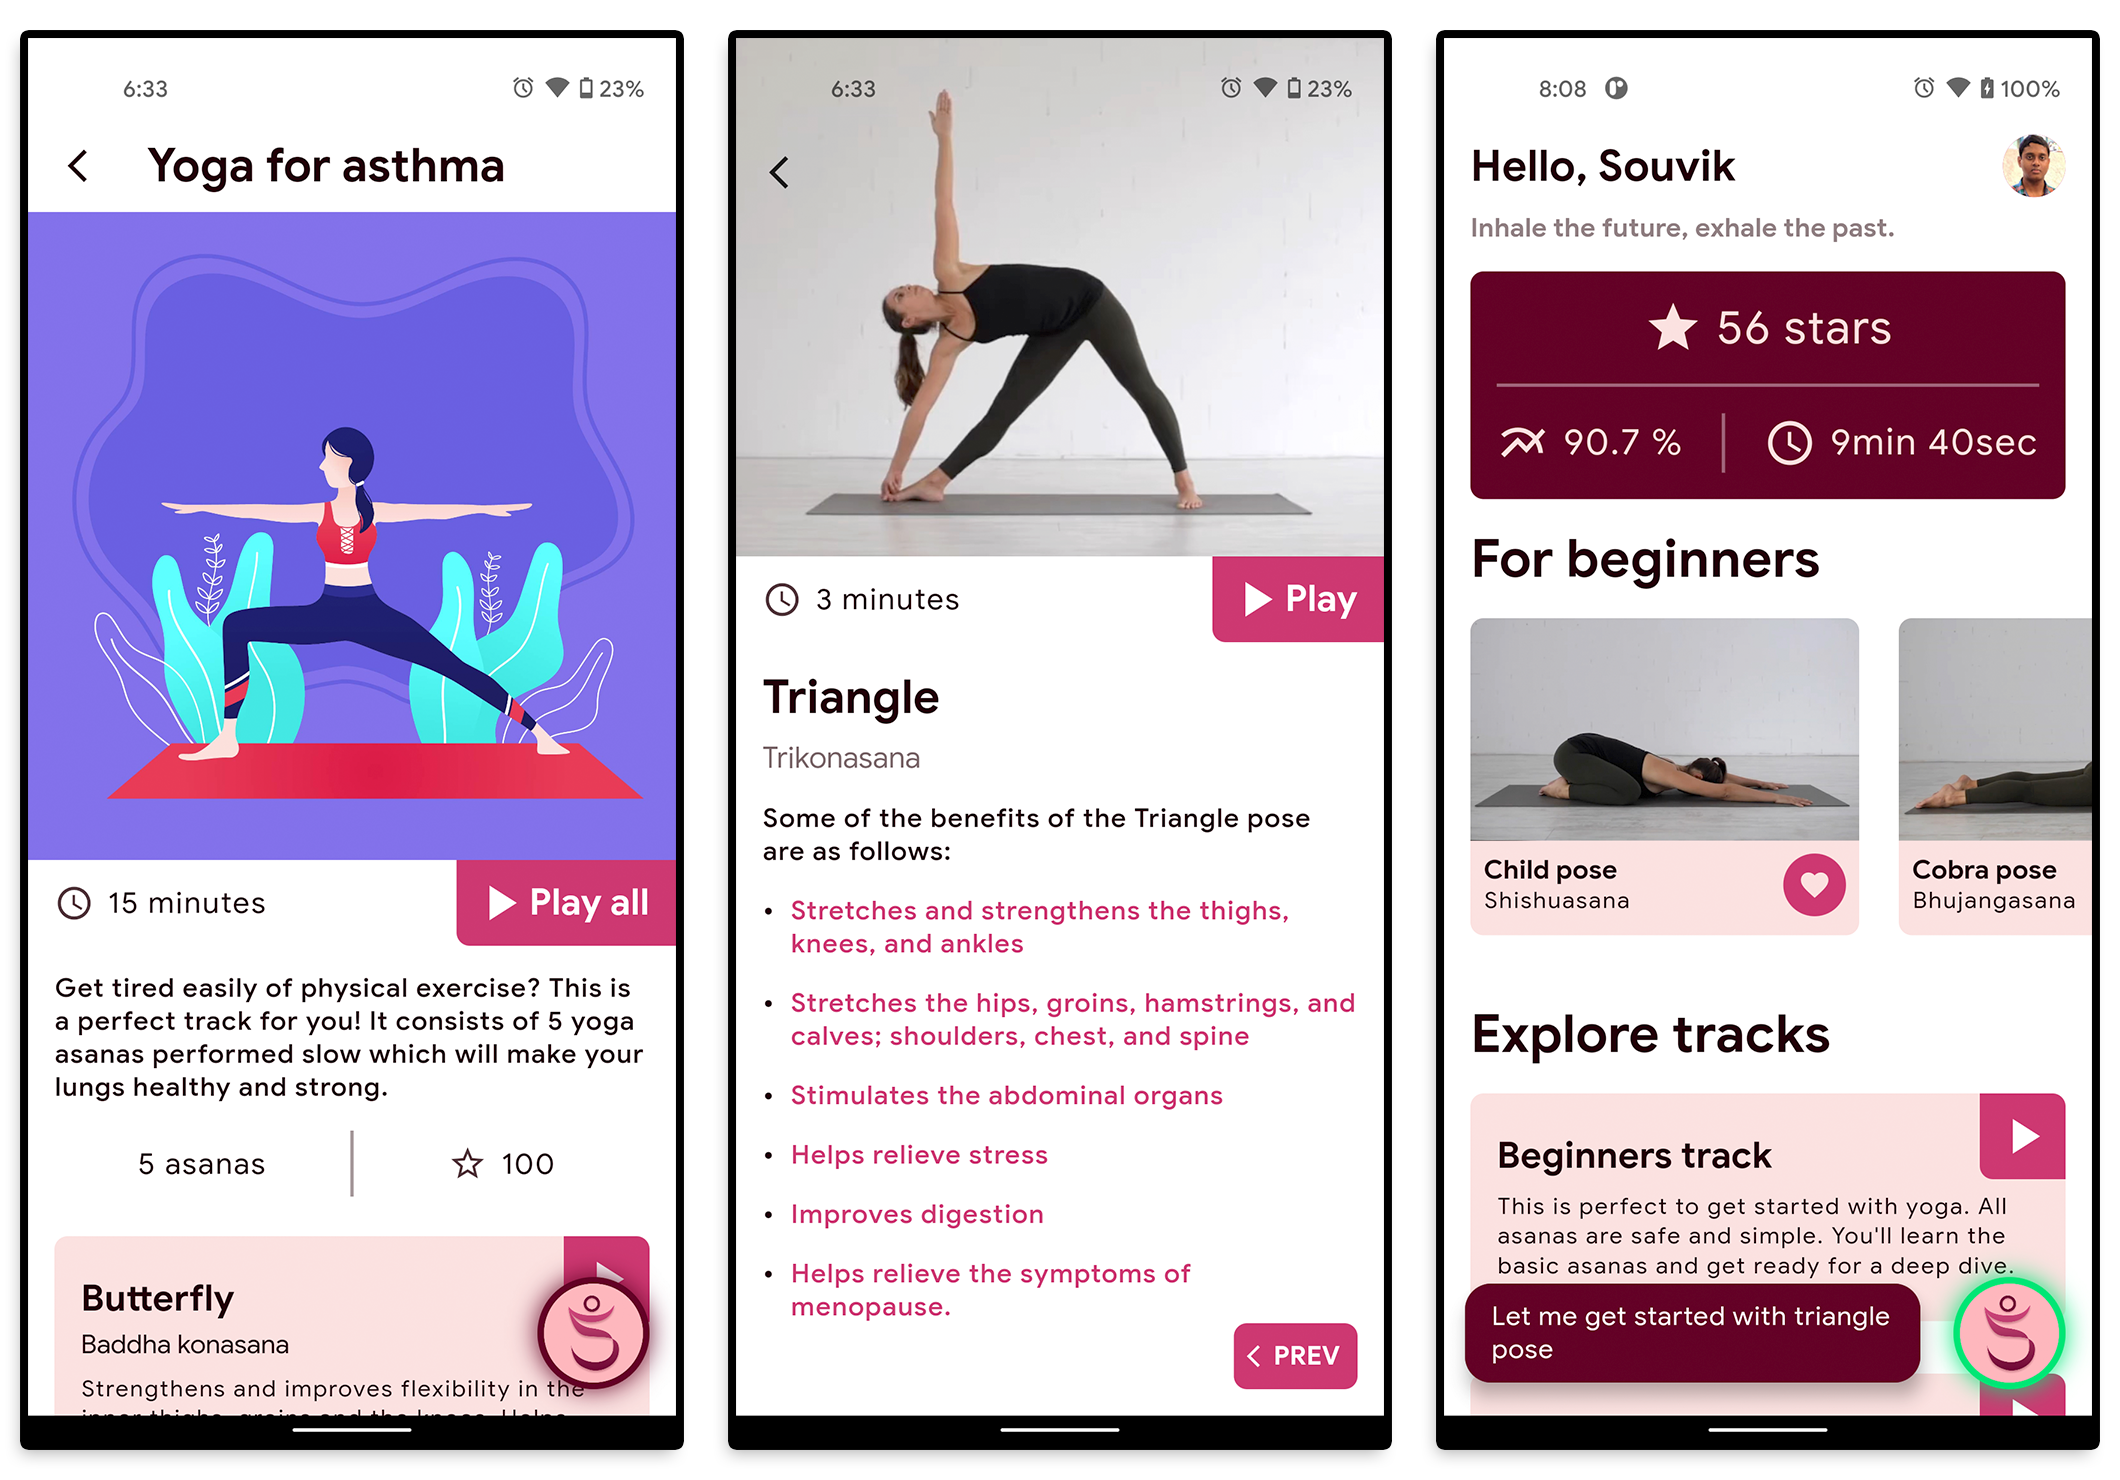 6:33
23%
Yoga for asthma
15 minutes
Play all
Get tired easily of physical exercise? This is
a perfect track for you! It consists of 5 yoga
asanas performed slow which will make your
lungs healthy and strong.
5 asanas
100
Butterfly
Baddha konasana
Strengthens and improves flexibility in the
inner thighs, groins and the knees. Helps
6:33
23%
3 minutes
Play
Triangle
Trikonasana
Some of the benefits of the Triangle pose
are as follows:
• Stretches and strengthens the thighs,
knees, and ankles
• Stretches the hips, groins, hamstrings, and
calves; shoulders, chest, and spine
• Stimulates the abdominal organs
• Helps relieve stress
• Improves digestion
• Helps relieve the symptoms of
menopause.
PREV
8:08
100%
Hello, Souvik
Inhale the future, exhale the past.
56 stars
90.7 %
9min 40sec
For beginners
Child pose
Shishuasana
Cobra pose
Bhujangasana
Explore tracks
Beginners track
This is perfect to get started with yoga. All
asanas are safe and simple. You'll learn the
basic asanas and get ready for a deep dive.
Let me get started with triangle
pose